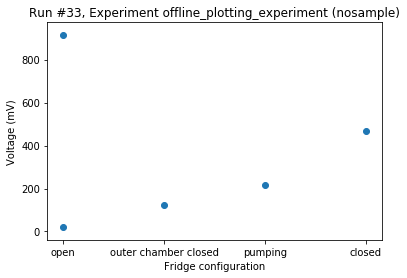 Run #33, Experiment offline_plotting_experiment (nosample)
800
600
400
200
0
Voltage (mV)
open
outer chamber closed
pumping
closed
Fridge configuration